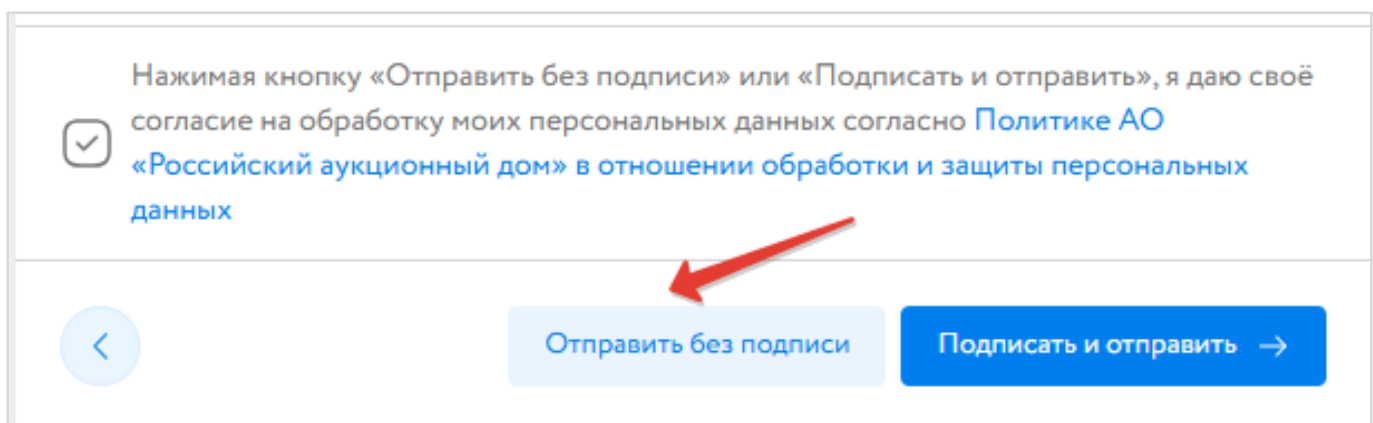 Нажимая кнопку «Отправить без подписи» или «Подписать и отправить», я даю своё
согласие на обработку моих персональных данных согласно Политике АО
«Российский аукционный дом» в отношении обработки и защиты персональных
данных
Отправить без подписи
Подписать и отправить →